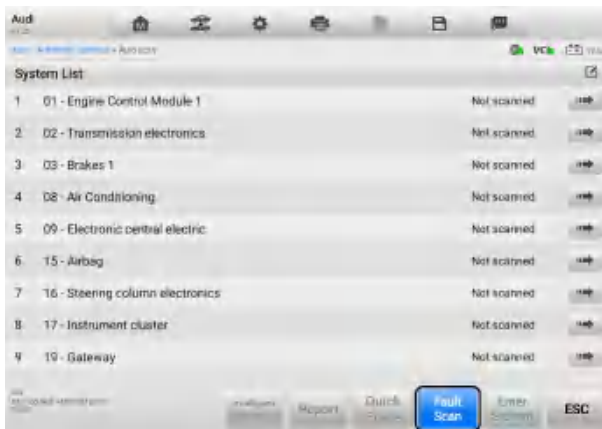 Audi
VCI
Auto scan
System List
1 01 - Engine Control Module 1 Not scanned
2 02 - Transmission electronics Not scanned
3 03 - Brakes 1 Not scanned
4 08 - Air Conditioning Not scanned
5 09 - Electronic central electric Not scanned
6 15 - Airbag Not scanned
7 16 - Steering column electronics Not scanned
8 17 - Instrument cluster Not scanned
9 19 - Gateway Not scanned
Report Quick Fault Enter ESC
Scan